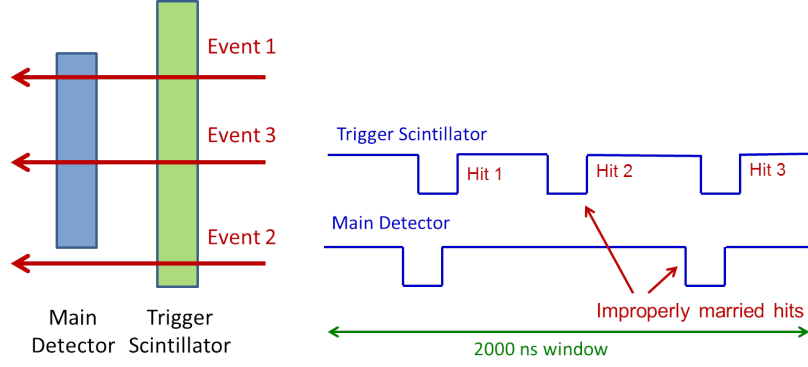 Event 1
Event 3
Event 2
Main
Detector
Trigger
Scintillator
Trigger Scintillator
Hit 1
Hit 2
Hit 3
Main Detector
Improperly married hits
2000 ns window